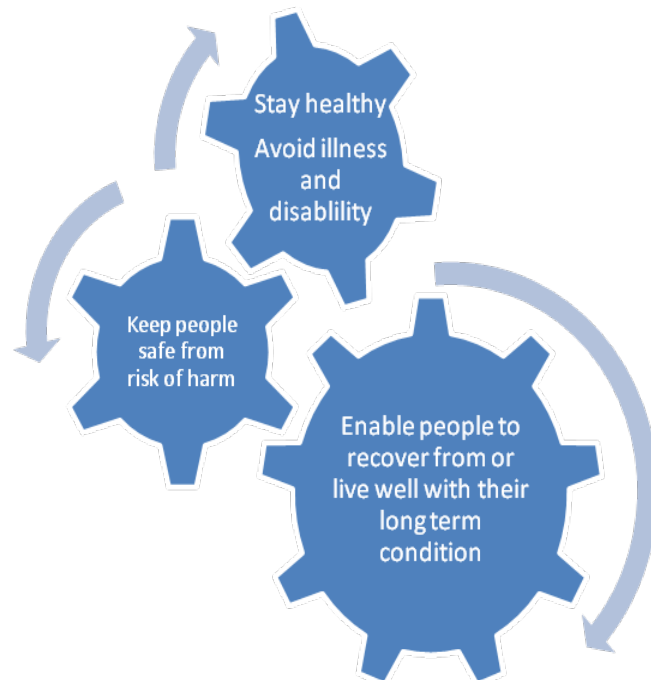 Stay healthy
Avoid illness
and
disablility
Keep people
safe from
risk of harm
Enable people to
recover from or
live well with their
long term
condition